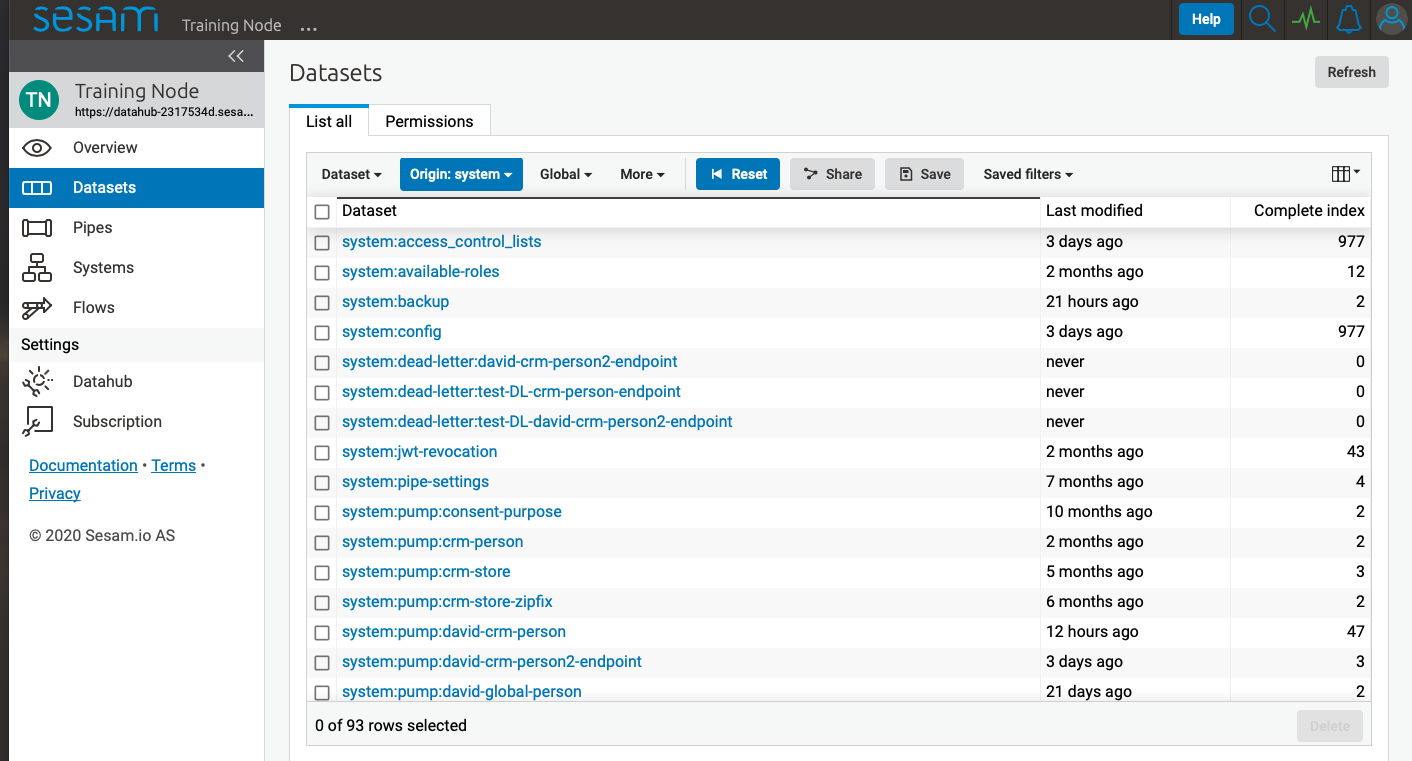 sesam Training Node ...
Help
TN Training Node
https://datahub-2317534d.sesa...
Overview
Datasets
Pipes
Systems
Flows
Settings
Datahub
Subscription
Documentation • Terms •
Privacy
© 2020 Sesam.io AS
Datasets
Refresh
List all Permissions
Dataset Origin: system Global More Reset Share Save Saved filters
Dataset Last modified Complete index
system:access_control_lists 3 days ago 977
system:available-roles 2 months ago 12
system:backup 21 hours ago 2
system:config 3 days ago 977
system:dead-letter:david-crm-person2-endpoint never 0
system:dead-letter:test-DL-crm-person-endpoint never 0
system:dead-letter:test-DL-david-crm-person2-endpoint never 0
system:jwt-revocation 2 months ago 43
system:pipe-settings 7 months ago 4
system:pump:consent-purpose 10 months ago 2
system:pump:crm-person 2 months ago 2
system:pump:crm-store 5 months ago 3
system:pump:crm-store-zipfix 6 months ago 2
system:pump:david-crm-person 12 hours ago 47
system:pump:david-crm-person2-endpoint 3 days ago 3
system:pump:david-global-person 21 days ago 2
0 of 93 rows selected
Delete